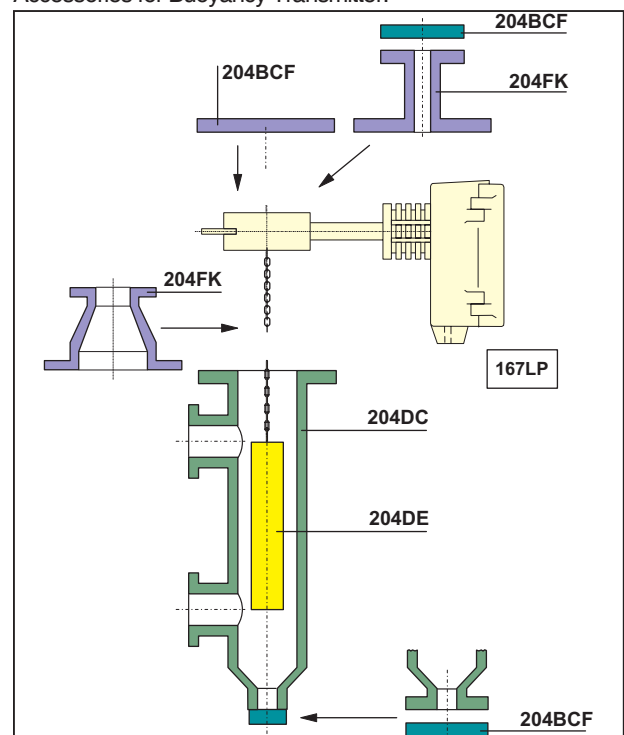 Accessories for Buoyancy Transmitter:
204BCF
204BCF
204FK
204FK
167LP
204DC
204DE
204BCF